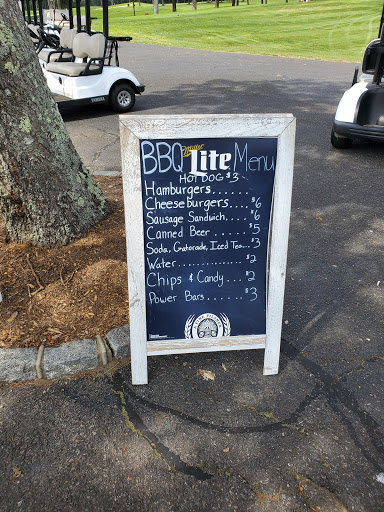 BBQ Miller Lite Menu
HOT DOG $3
Hamburgers......
Cheeseburgers.... $6
Sausage Sandwich.... $6
Canned Beer ..... $5
Soda, Gatorade, Iced Tea... $3
Water............. $2
Chips & Candy .... $2
Power Bars....... $3